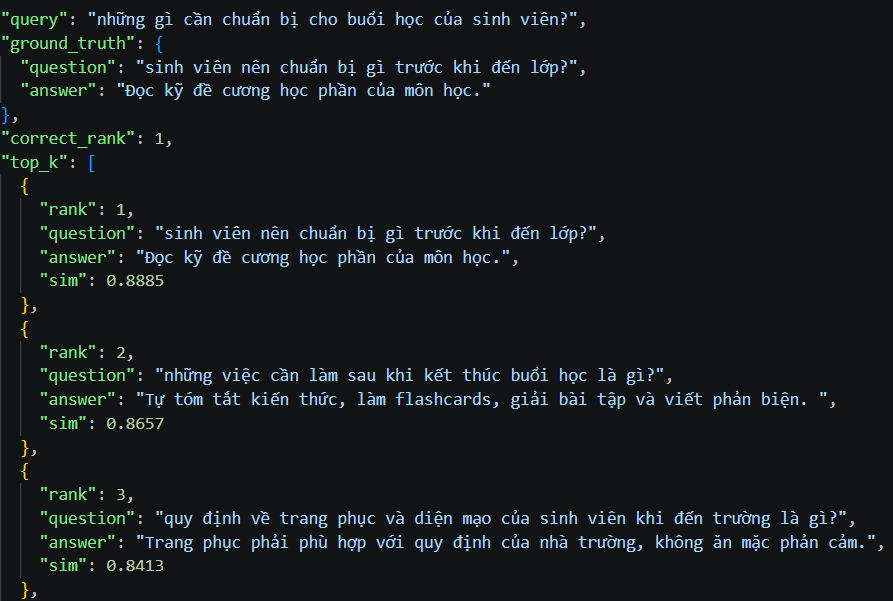 "query": "những gì cần chuẩn bị cho buổi học của sinh viên?",
"ground_truth": {
"question": "sinh viên nên chuẩn bị gì trước khi đến lớp?",
"answer": "Đọc kỹ đề cương học phần của môn học."
},
"correct_rank": 1,
"top_k": [
{
"rank": 1,
"question": "sinh viên nên chuẩn bị gì trước khi đến lớp?",
"answer": "Đọc kỹ đề cương học phần của môn học.",
"sim": 0.8885
},
{
"rank": 2,
"question": "những việc cần làm sau khi kết thúc buổi học là gì?",
"answer": "Tự tóm tắt kiến thức, làm flashcards, giải bài tập và viết phản biện. ",
"sim": 0.8657
},
{
"rank": 3,
"question": "quy định về trang phục và diện mạo của sinh viên khi đến trường là gì?",
"answer": "Trang phục phải phù hợp với quy định của nhà trường, không ăn mặc phản cảm.",
"sim": 0.8413
},